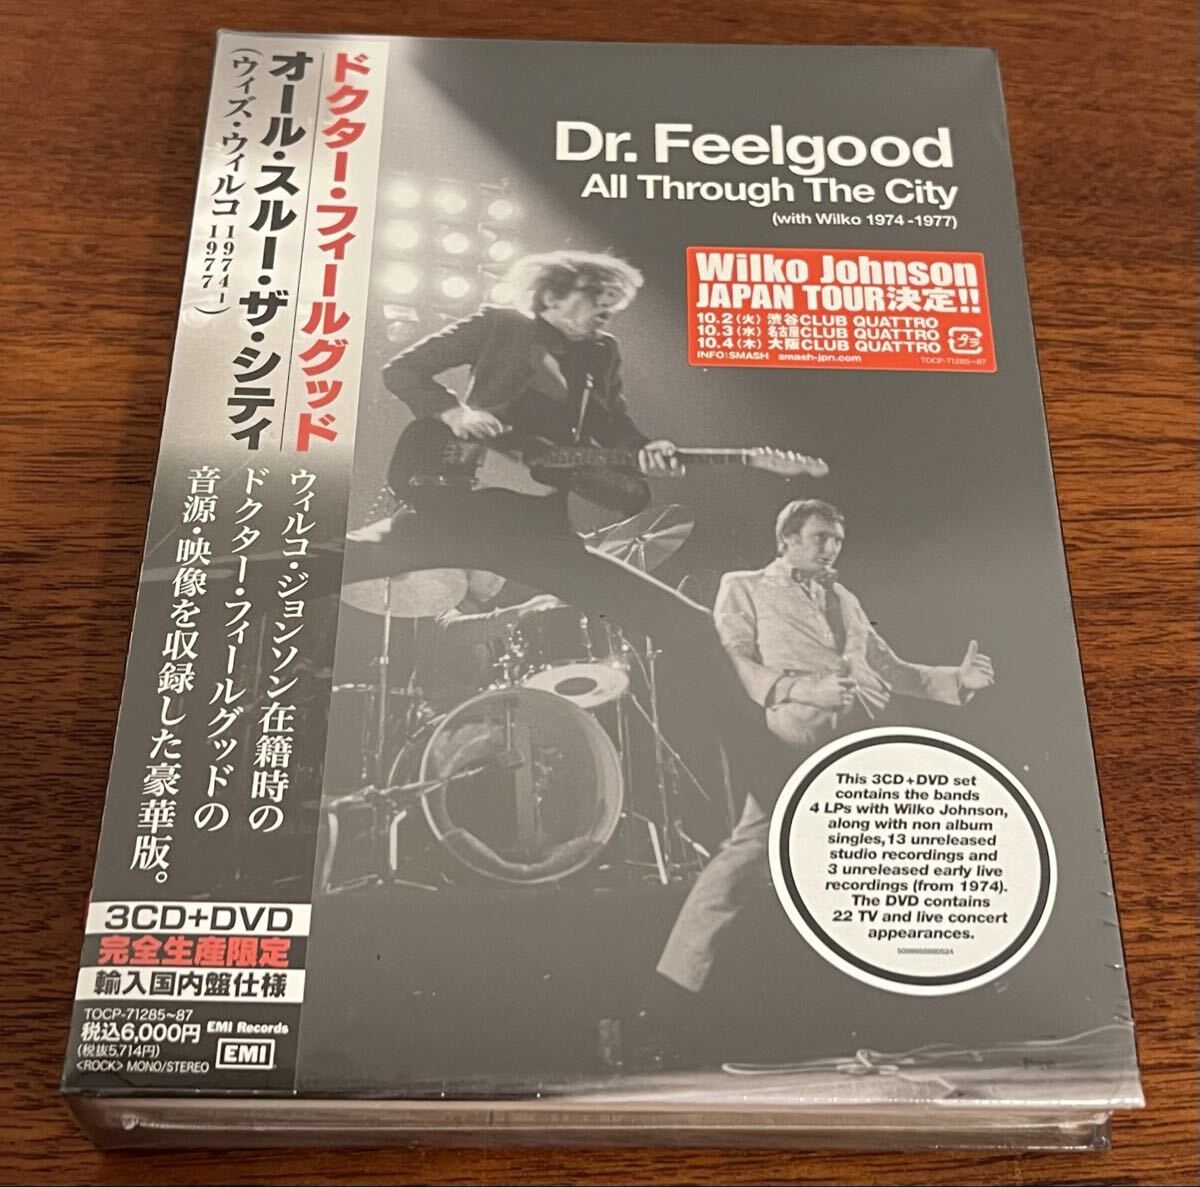 ドクター・フィールグッド
オール・スルー・ザ・シティ
(ウィズ・ウィルコ 1974-1977)
ウィルコ・ジョンソン在籍時の
ドクター・フィールグッドの
音源・映像を収録した豪華版。
3CD+DVD
完全生産限定
輸入国内盤仕様
TOCP-71285~87
税込6,000円
(税抜5,714円)
<ROCK> MONO/STEREO
EMI Records
EMI
Dr. Feelgood
All Through The City
(with Wilko 1974-1977)
Wilko Johnson
JAPAN TOUR決定!!
10.2(火) 渋谷CLUB QUATTRO
10.3(水) 名古屋CLUB QUATTRO
10.4(木) 大阪CLUB QUATTRO
INFO:SMASH smash-jpn.com
プラ
TOCP-71285~87
This 3CD+DVD set
contains the bands
4 LPs with Wilko Johnson,
along with non album
singles,13 unreleased
studio recordings and
3 unreleased early live
recordings (from 1974).
The DVD contains
22 TV and live concert
appearances.